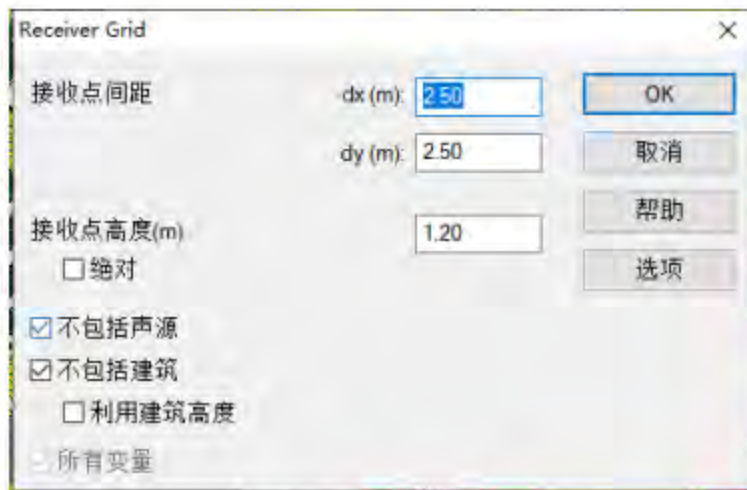 Receiver Grid
接收点间距
dx (m):
2.50
OK
dy (m):
2.50
取消
帮助
接收点高度(m)
1.20
绝对
选项
不包括声源
不包括建筑
利用建筑高度
所有变量